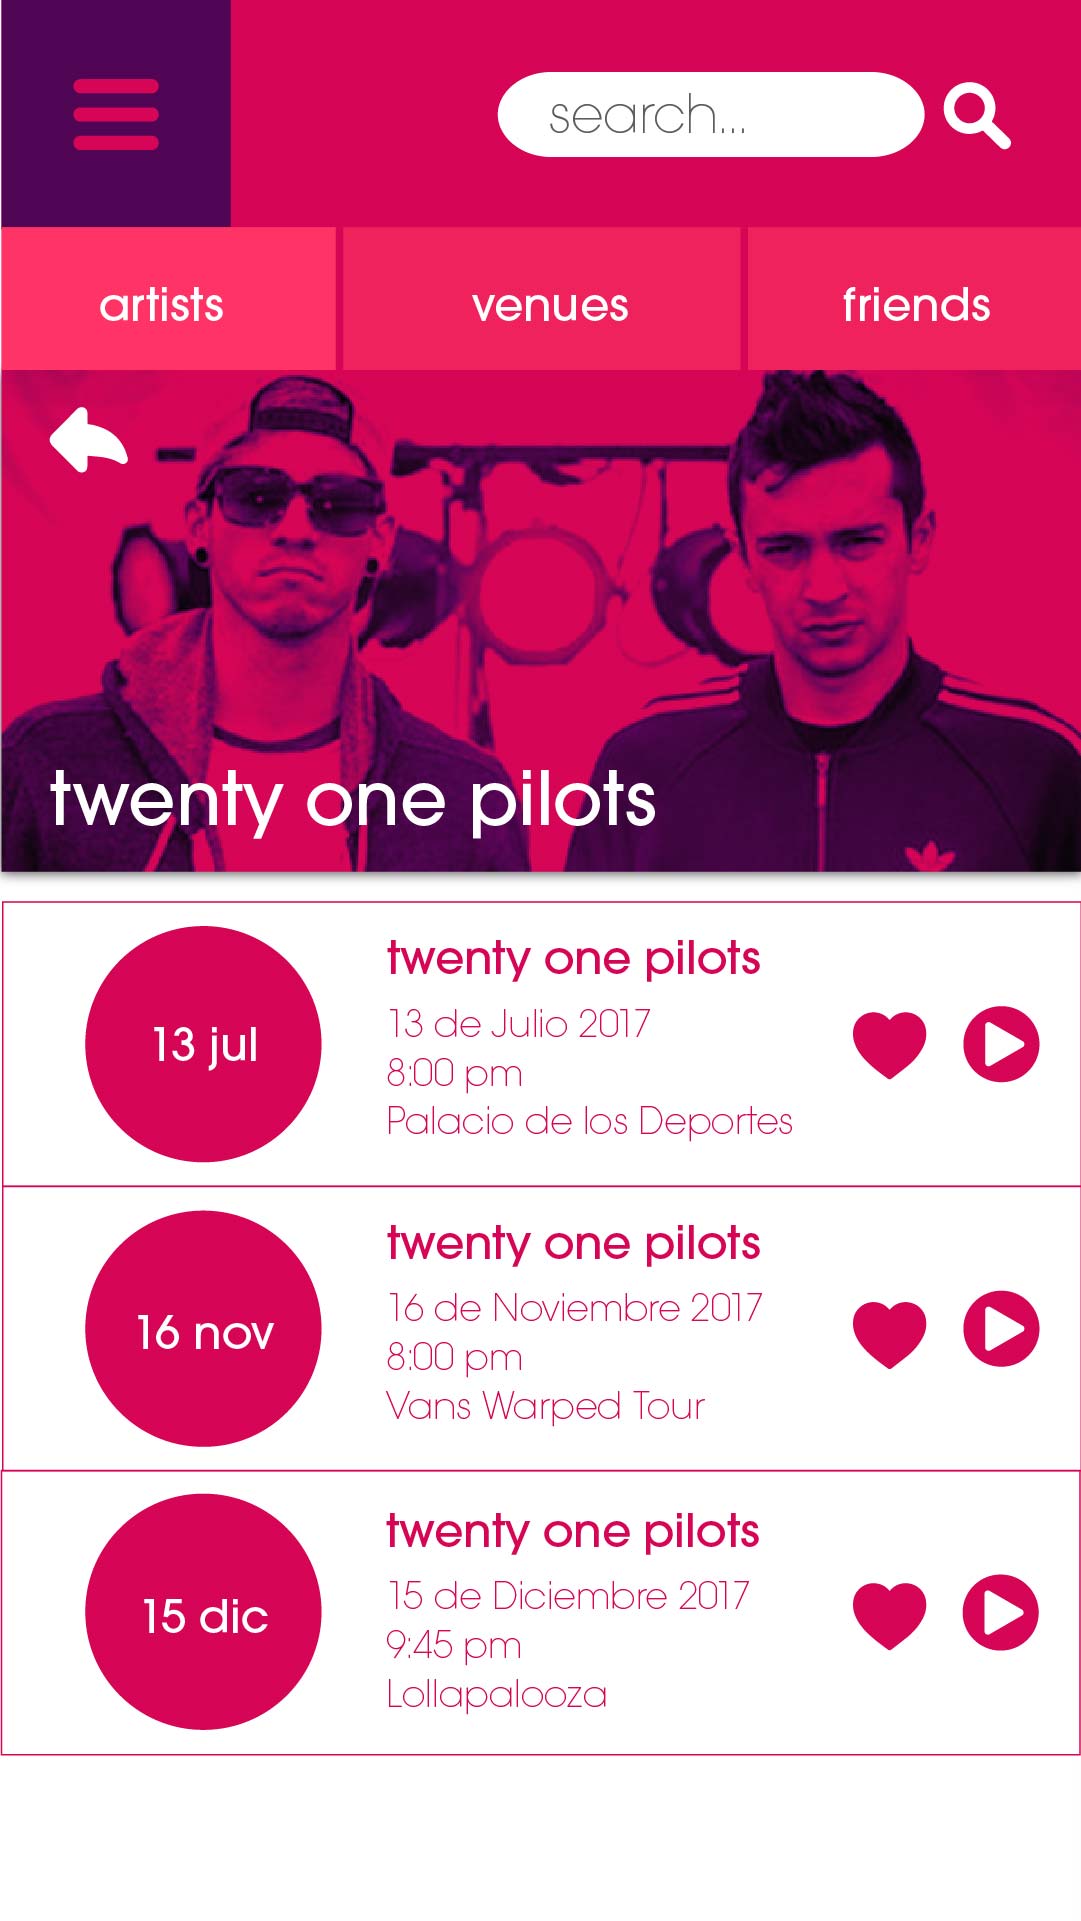 search...
artists
venues
friends
twenty one pilots
13 jul
twenty one pilots
13 de Julio 2017
8:00 pm
Palacio de los Deportes
16 nov
twenty one pilots
16 de Noviembre 2017
8:00 pm
Vans Warped Tour
15 dic
twenty one pilots
15 de Diciembre 2017
9:45 pm
Lollapalooza